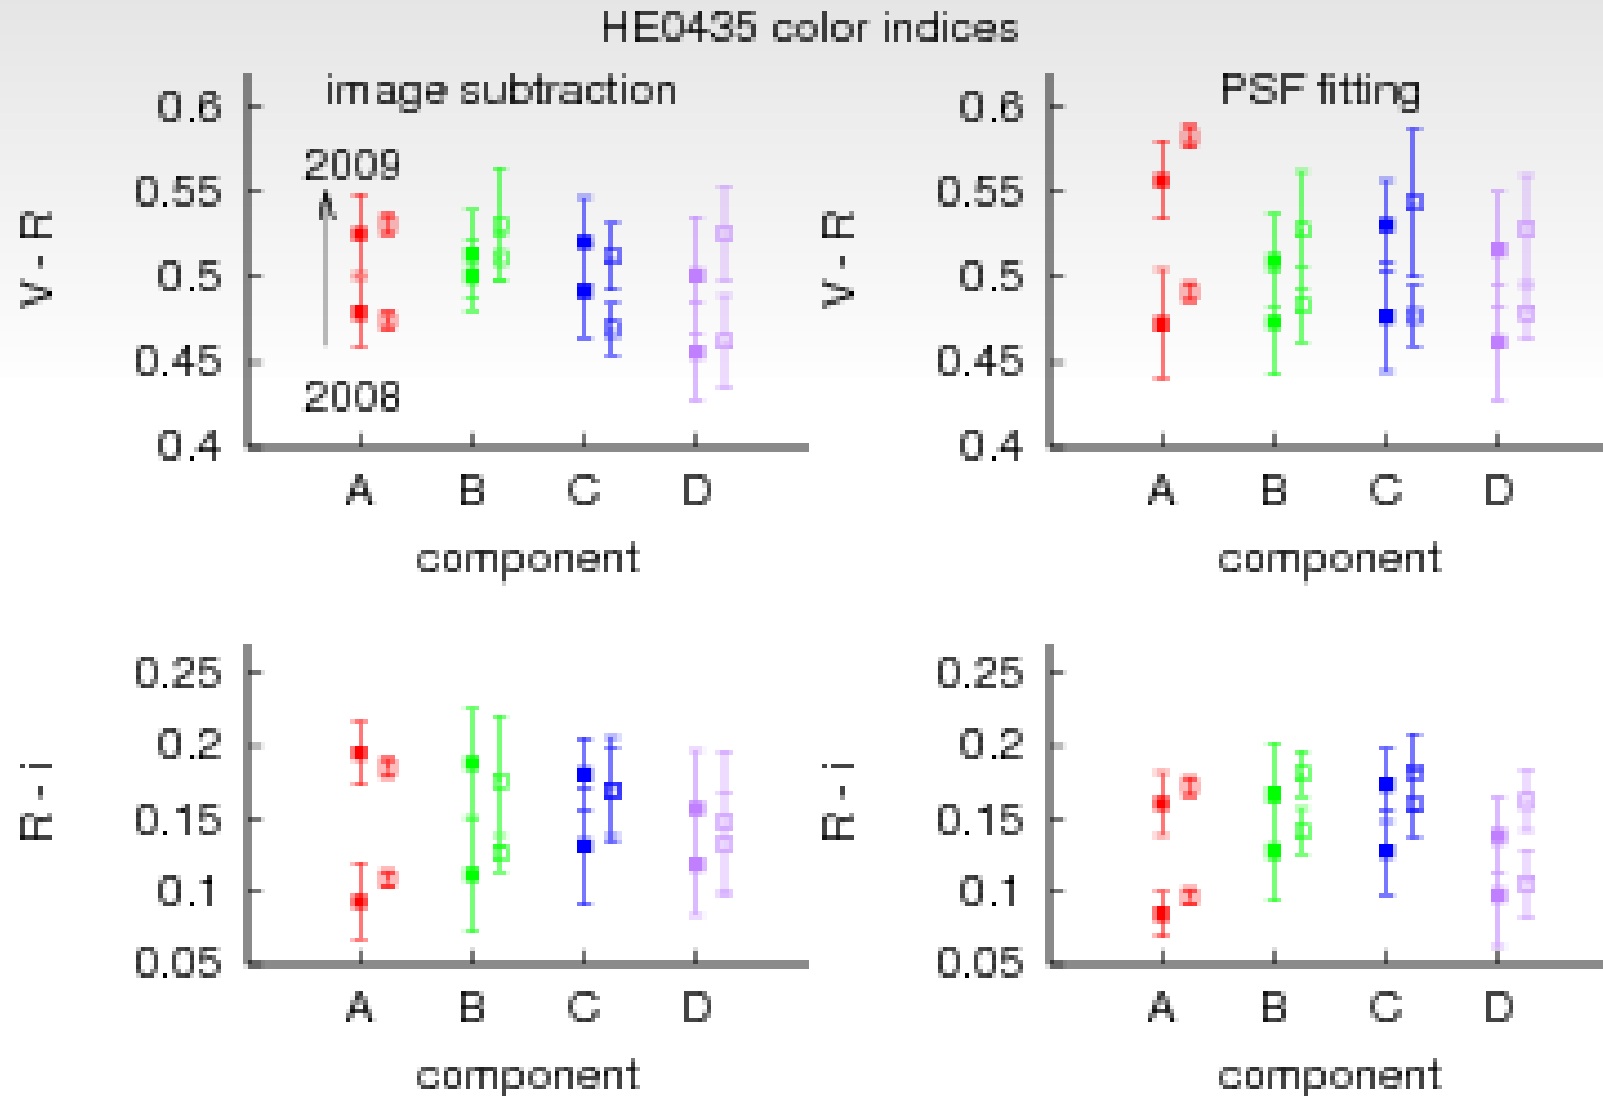 HE0435 color indices
image subtraction
0.6
0.55
0.5
0.45
0.4
V - R
2009
2008
A B C D
component
PSF fitting
0.6
0.55
0.5
0.45
0.4
V - R
A B C D
component
0.25
0.2
0.15
0.1
0.05
R - i
A B C D
component
0.25
0.2
0.15
0.1
0.05
R - i
A B C D
component